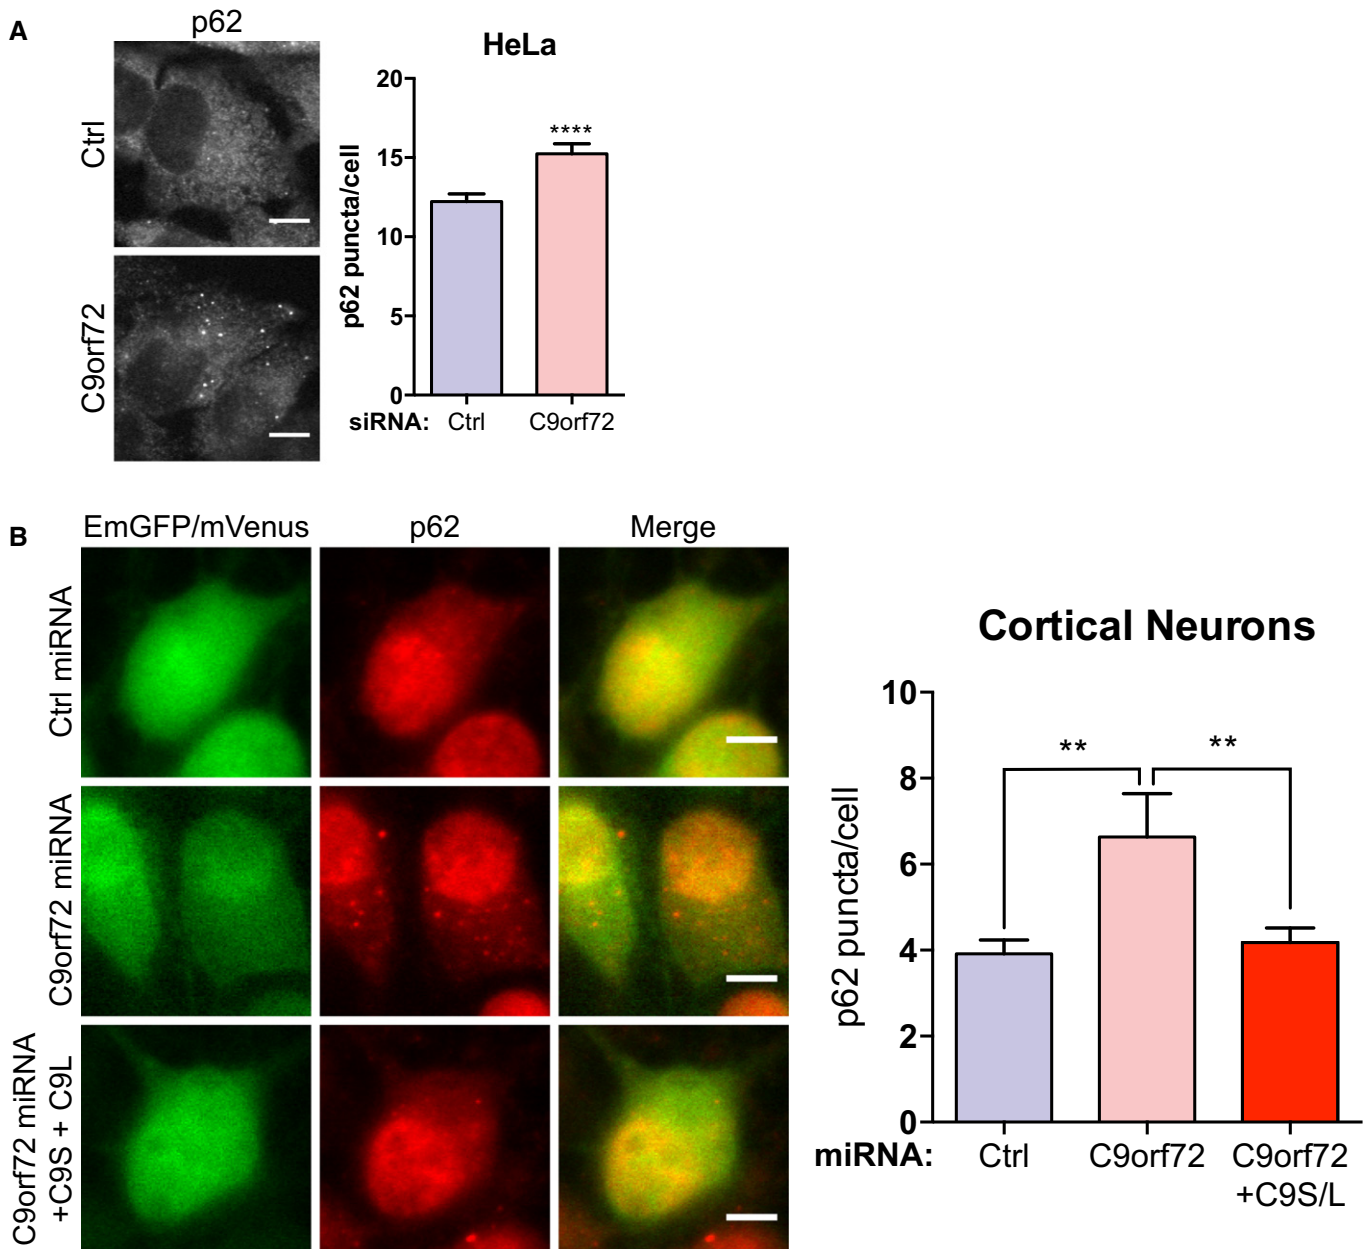 A
p62
HeLa
Ctrl
C9orf72
p62 puncta/cell
20
15
10
5
0
****
siRNA: Ctrl C9orf72
B
EmGFP/mVenus p62 Merge
Ctrl miRNA
C9orf72 miRNA
C9orf72 miRNA
+C9S + C9L
Cortical Neurons
p62 puncta/cell
10
8
6
4
2
0
** **
miRNA: Ctrl C9orf72 C9orf72
+C9S/L